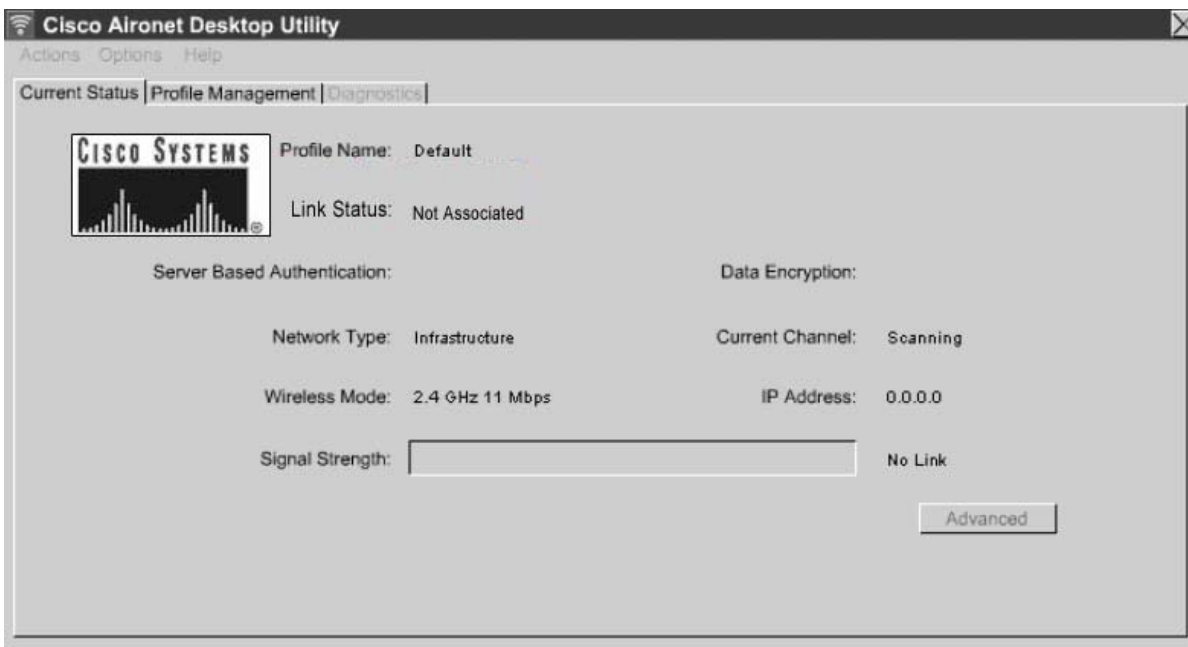 Cisco Aironet Desktop Utility
Actions Options Help
Current Status Profile Management Diagnostics
CISCO SYSTEMS
®
Profile Name: Default
Link Status: Not Associated
Server Based Authentication: Data Encryption:
Network Type: Infrastructure Current Channel: Scanning
Wireless Mode: 2.4 GHz 11 Mbps IP Address: 0.0.0.0
Signal Strength: No Link
Advanced